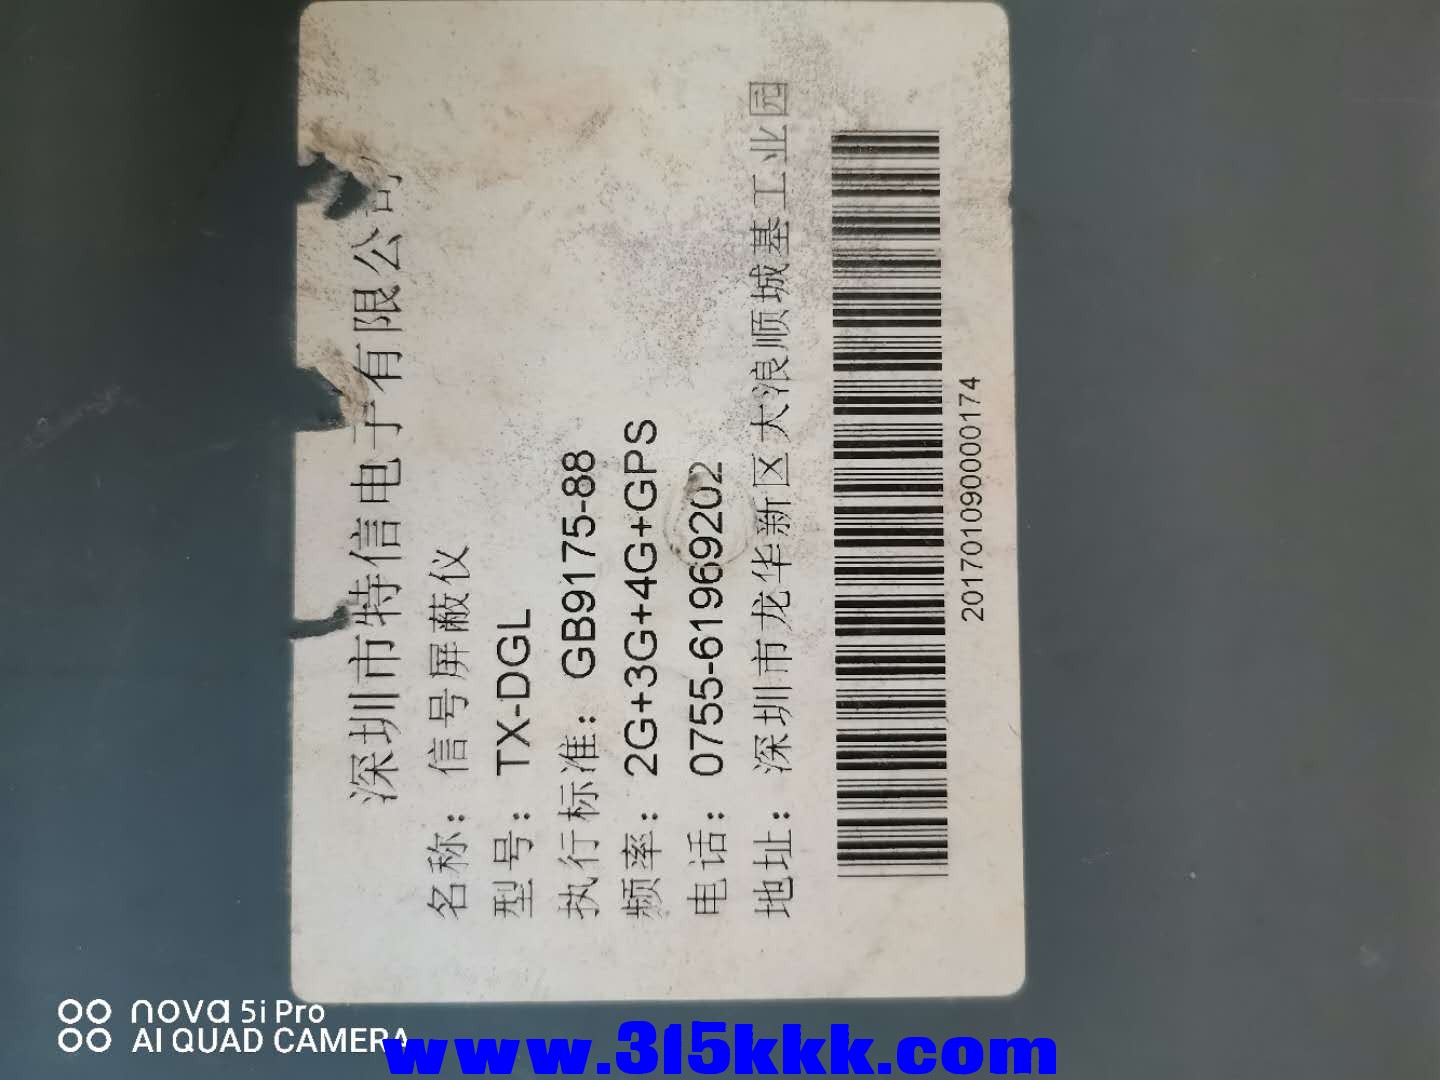 深圳市特信电子有限公司
名称：信号屏蔽仪
型号：TX-DGL
执行标准：GB9175-88
频率：2G+3G+4G+GPS
电话：0755-61969202
地址：深圳市龙华新区大浪顺城基工业园
20170109000174
nova 5i Pro
AI QUAD CAMERA
www.315kkk.com